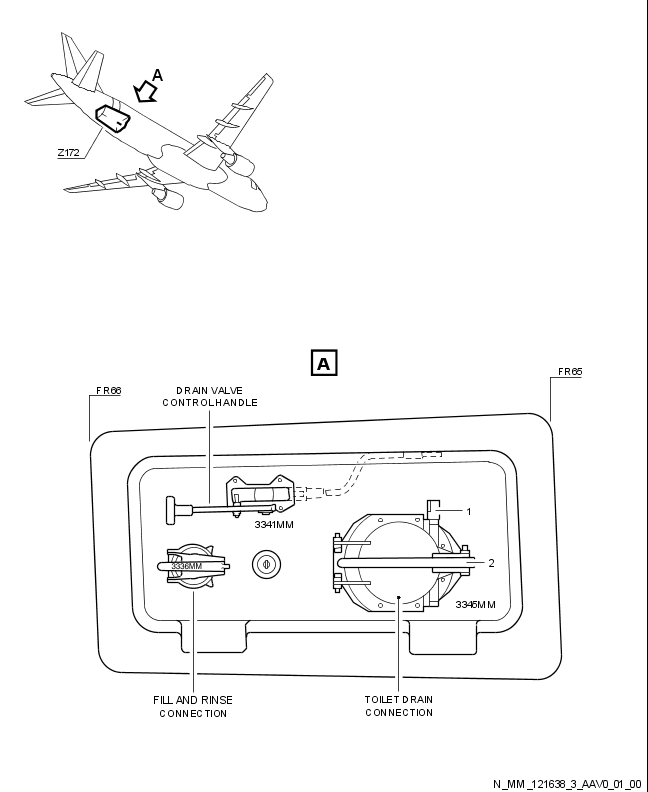 A
Z172
A
FR65
FR66
DRAIN VALVE
CONTROLHANDLE
3341MM
1
3336MM
2
3345MM
FILL AND RINSE
CONNECTION
TOILET DRAIN
CONNECTION
N_MM_121638_3_AAV0_01_00